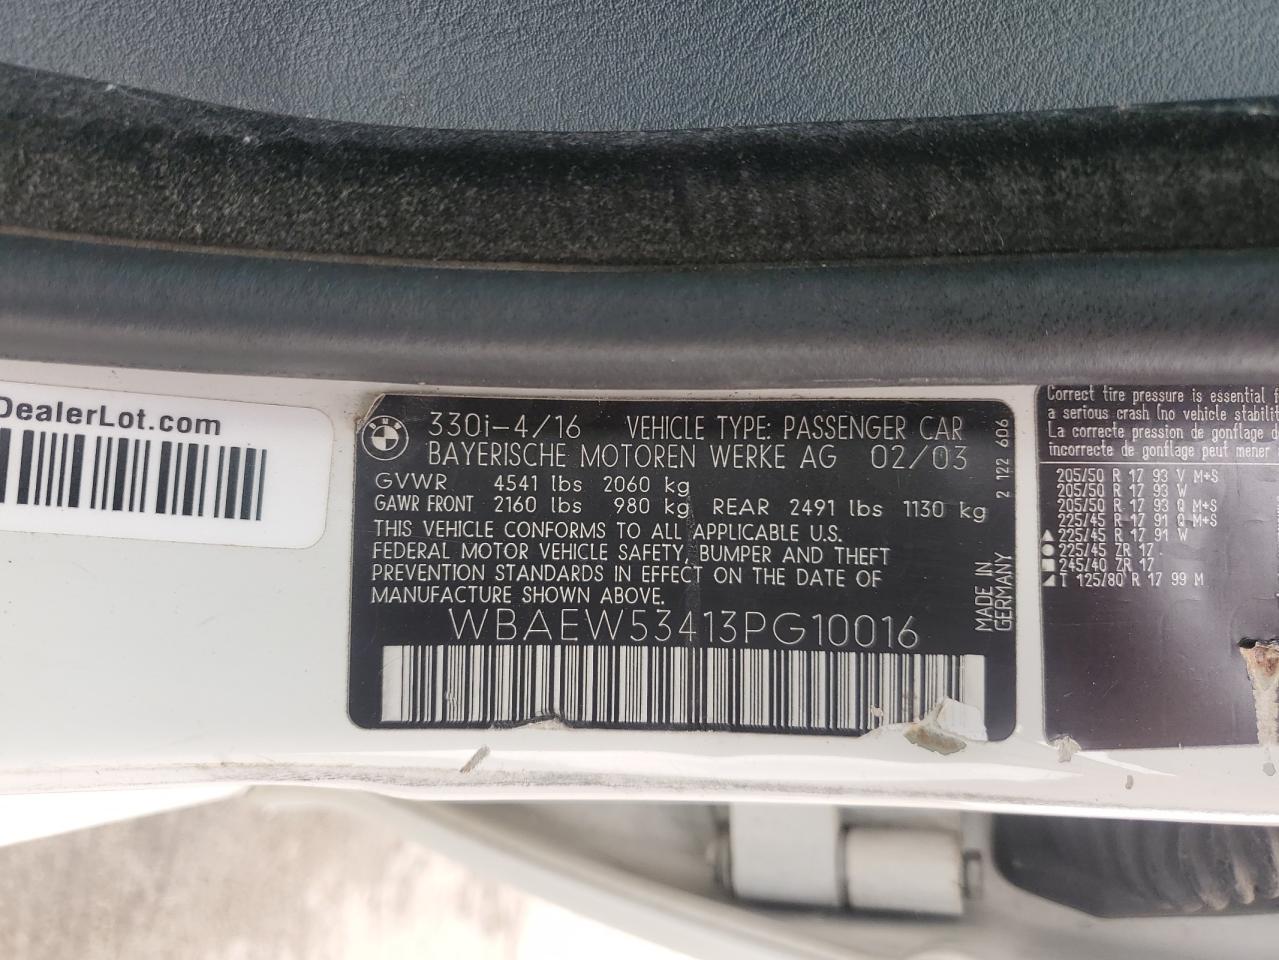 DealerLot.com
BMW
330i-4/16 VEHICLE TYPE: PASSENGER CAR
BAYERISCHE MOTOREN WERKE AG 02/03
GVWR 4541 lbs 2060 kg
GAWR FRONT 2160 lbs 980 kg REAR 2491 lbs 1130 kg
THIS VEHICLE CONFORMS TO ALL APPLICABLE U.S.
FEDERAL MOTOR VEHICLE SAFETY, BUMPER AND THEFT
PREVENTION STANDARDS IN EFFECT ON THE DATE OF
MANUFACTURE SHOWN ABOVE.
WBAEW53413PG10016
2 122 606
MADE IN
GERMANY
Correct tire pressure is essential
a serious crash (no vehicle
La correcte pression de gonflage
incorrecte de gonflage peut mener
205/50 R 17 93 V M+S
205/50 R 17 93 W
205/50 R 17 93 Q M+S
225/45 R 17 91 Q M+S
225/45 R 17 91 W
225/45 ZR 17
245/40 ZR 17
T 125/80 R 17 99 M